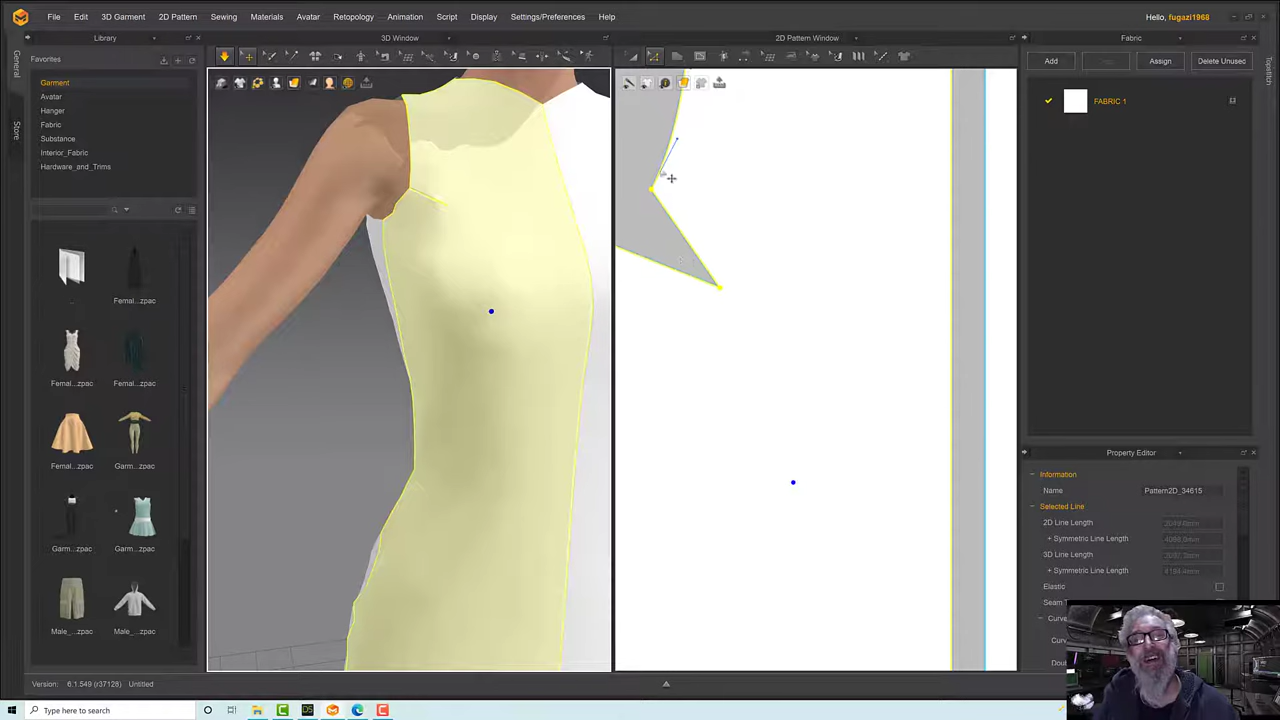 File Edit 3D Garment 2D Pattern Sewing Materials Avatar Retopology Animation Script Display Settings/Preferences Help
Hello, fugazi1968
Library
3D Window
2D Pattern Window
Fabric
General
Store
Topstitch
Favorites
Garment
Avatar
Hanger
Fabric
Substance
Interior_Fabric
Hardware_and_Trims
Add
Assign
Delete Unused
FABRIC 1
..
Femal...zpac
Femal...zpac
Femal...zpac
Femal...zpac
Garm...zpac
Garm...zpac
Garm...zpac
Male_...zpac
Male_...zpac
Property Editor
Information
Name Pattern2D_34615
Selected Line
2D Line Length
+ Symmetric Line Length
3D Line Length
+ Symmetric Line Length
Elastic
Seam
Version: 6.1.549 (r37128) Untitled
Type here to search